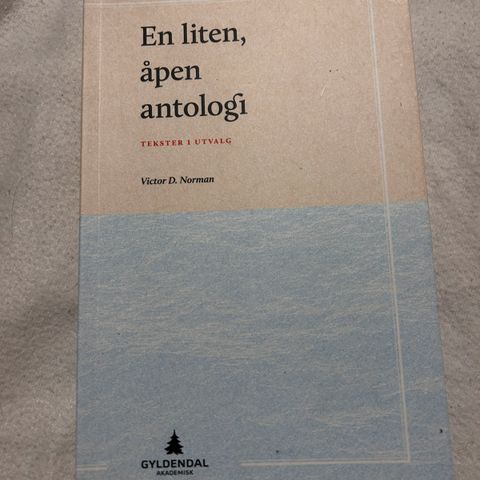 En liten,
åpen
antologi
TEKSTER I UTVALG
Victor D. Norman
GYLDENDAL
AKADEMISK